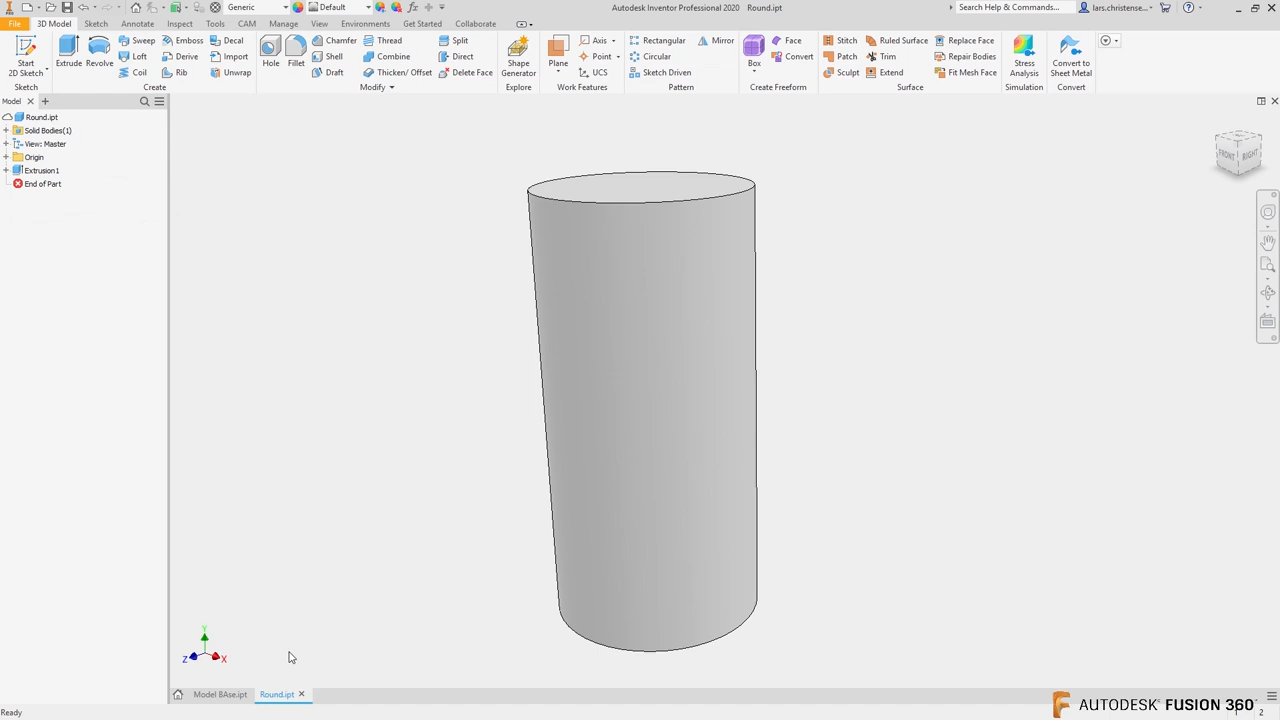 Generic
Default
Autodesk Inventor Professional 2020 Round.ipt
Search Help & Commands...
lars.christense...
File 3D Model Sketch Annotate Inspect Tools CAM Manage View Environments Get Started Collaborate
Start
2D Sketch
Sketch
Extrude
Revolve
Sweep
Loft
Coil
Emboss
Derive
Rib
Decal
Import
Unwrap
Create
Hole
Fillet
Chamfer
Shell
Draft
Thread
Combine
Thicken/ Offset
Split
Direct
Delete Face
Modify
Shape
Generator
Explore
Plane
Axis
Point
UCS
Work Features
Rectangular
Circular
Sketch Driven
Mirror
Pattern
Box
Face
Convert
Create Freeform
Stitch
Patch
Sculpt
Ruled Surface
Trim
Extend
Replace Face
Repair Bodies
Fit Mesh Face
Surface
Stress
Analysis
Simulation
Convert to
Sheet Metal
Convert
Model
Round.ipt
Solid Bodies(1)
View: Master
Origin
Extrusion1
End of Part
FRONT
RIGHT
Y
Z
X
Model BAse.ipt
Round.ipt
Ready
AUTODESK FUSION 360
2